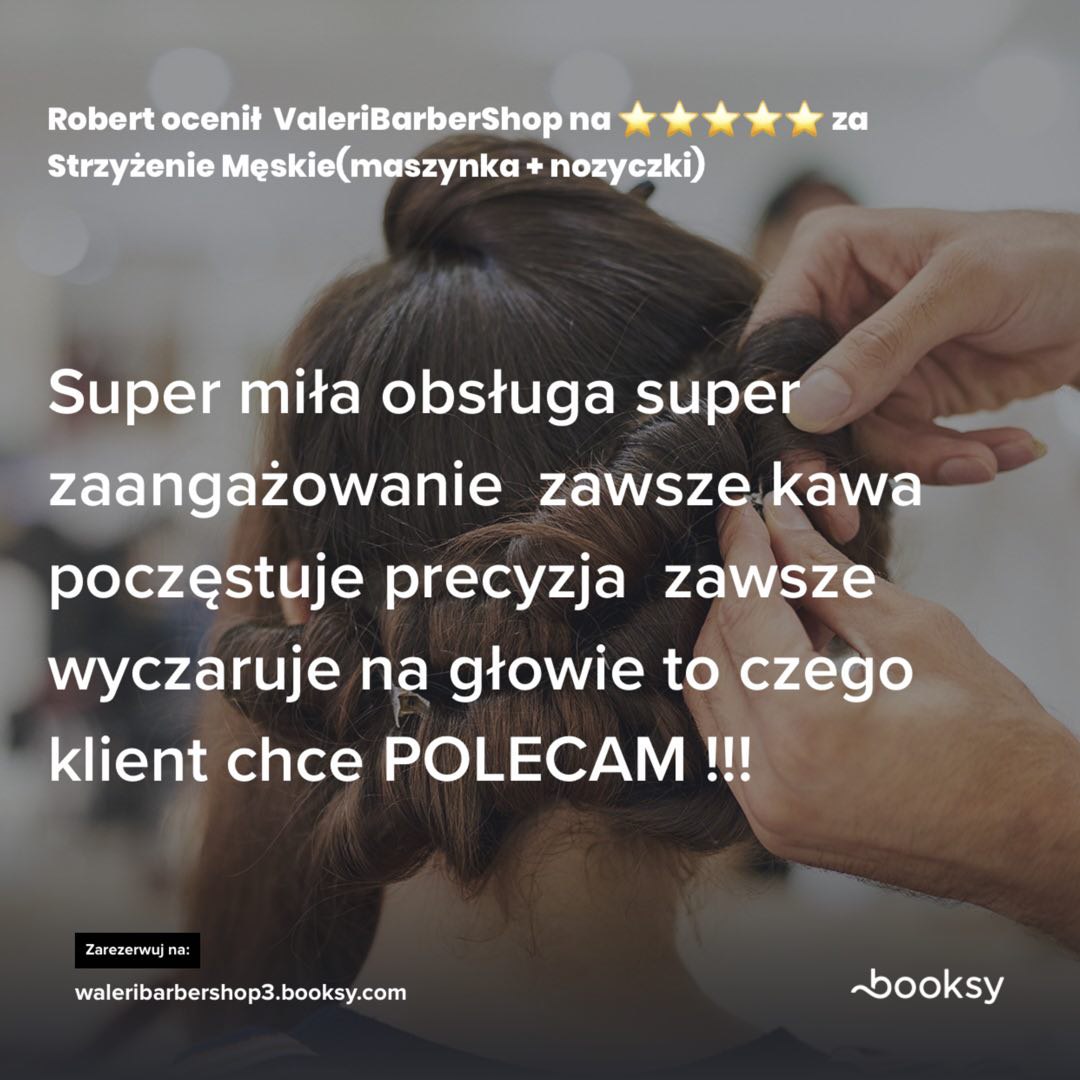 Robert ocenił ValeriBarberShop na ⭐⭐⭐⭐⭐ za
Strzyżenie Męskie(maszynka + nozyczki)
Super miła obsługa super
zaangażowanie zawsze kawa
poczęstuje precyzja zawsze
wyczaruje na głowie to czego
klient chce POLECAM !!!
Zarezerwuj na:
waleribarbershop3.booksy.com
booksy